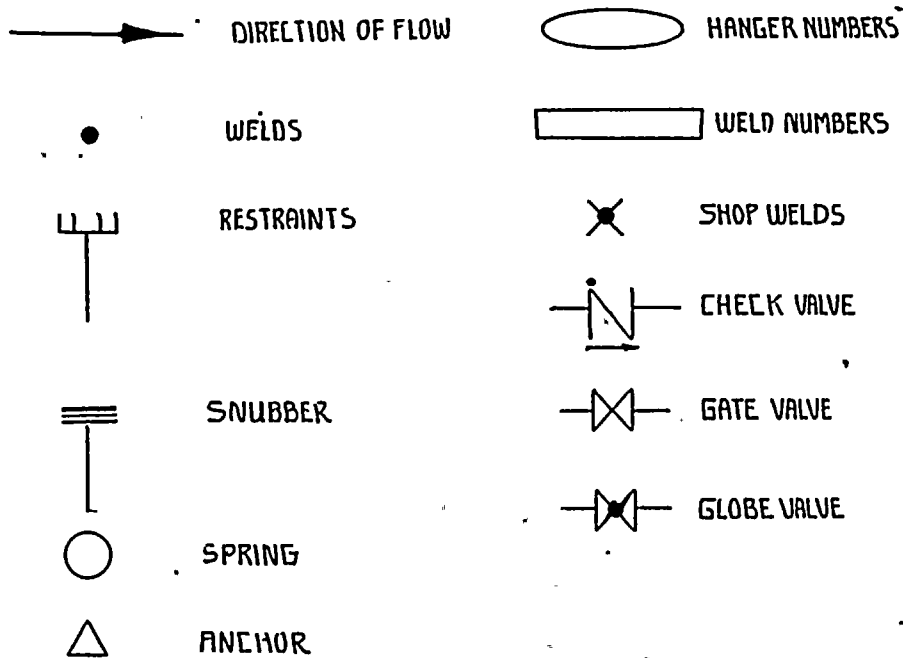 DIRECTION OF FLOW
WELDS
RESTRAINTS
SNUBBER
SPRING
ANCHOR
HANGER NUMBERS
WELD NUMBERS
SHOP WELDS
CHECK VALVE
GATE VALVE
GLOBE VALVE